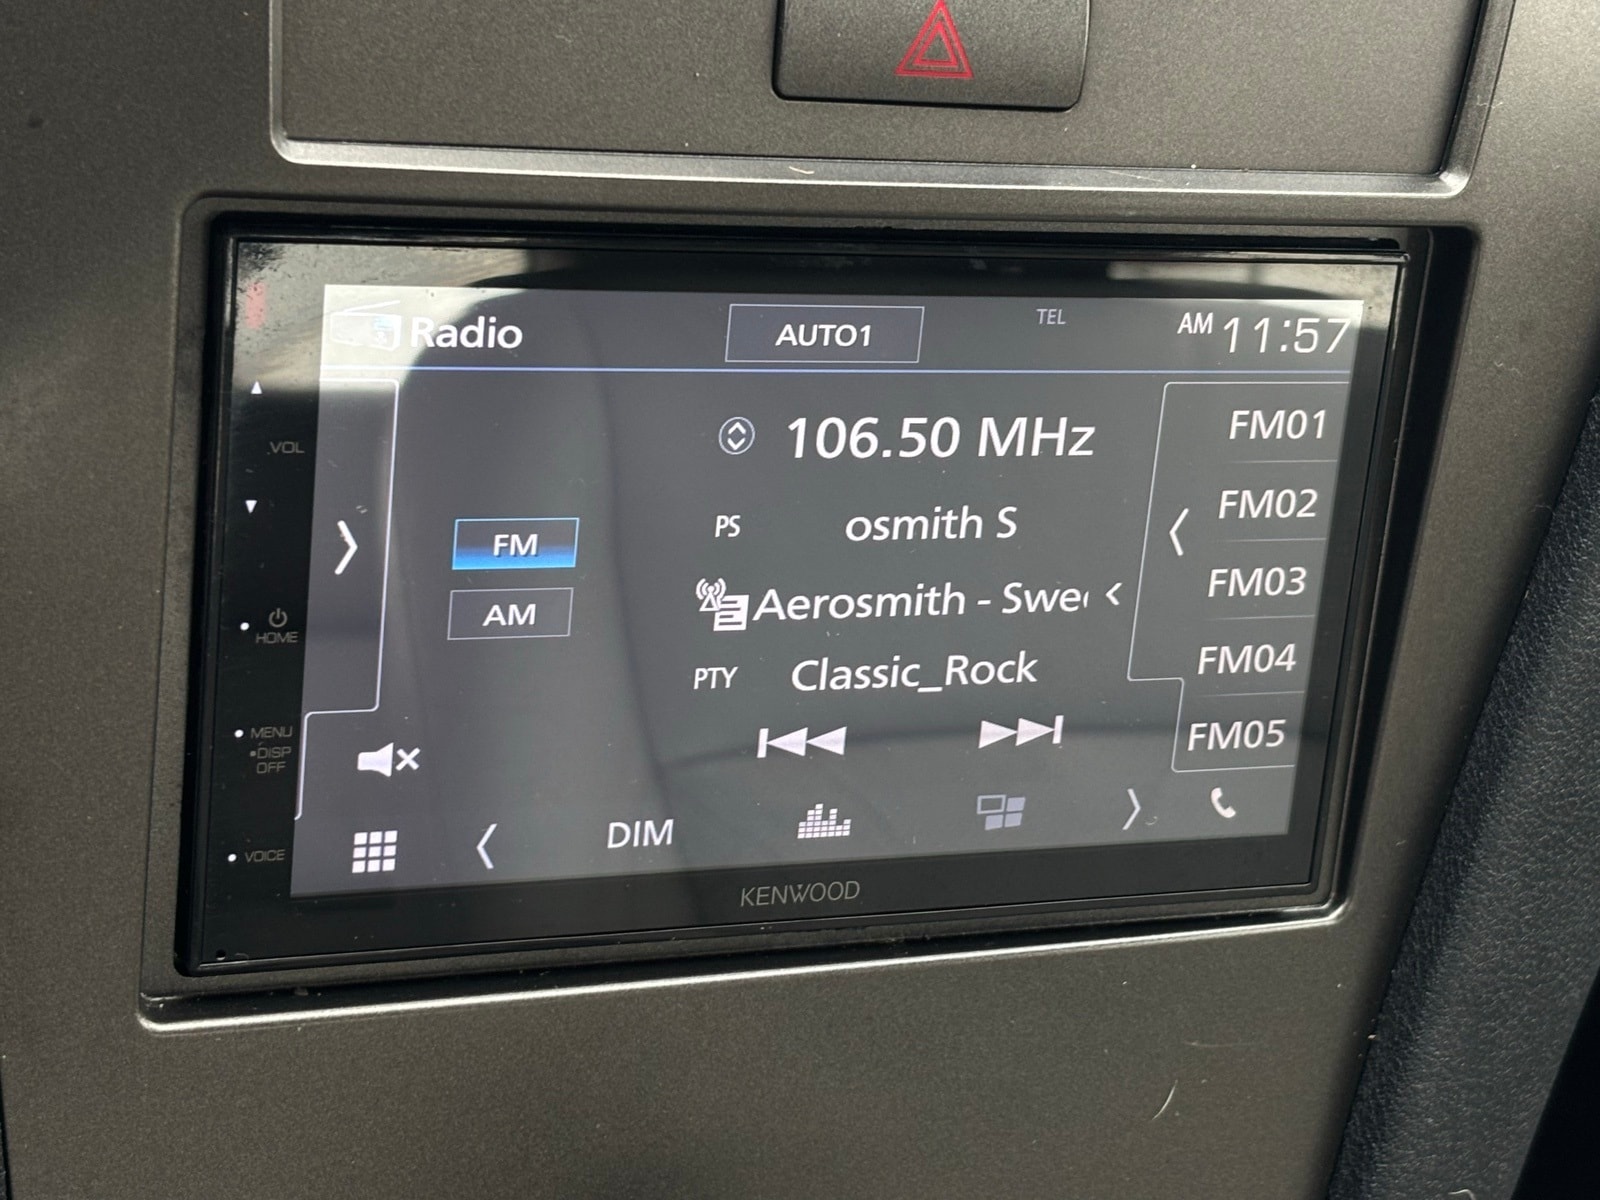 Radio
AUTO1
TEL
AM 11:57
VOL
106.50 MHz
FM01
PS osmith S
FM02
FM
Aerosmith - Swe
FM03
AM
HOME
PTY Classic_Rock
FM04
MENU
•DISP
OFF
FM05
DIM
VOICE
KENWOOD